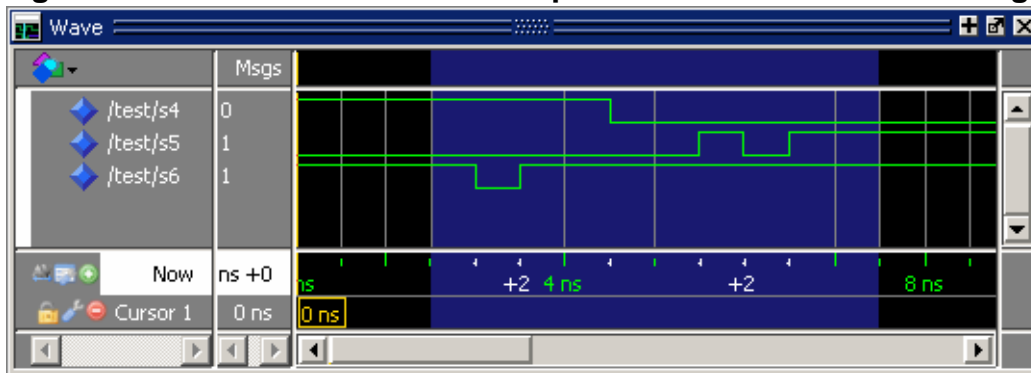 Wave
Msgs
/test/s4 0
/test/s5 1
/test/s6 1
Now ns +0 ns +2 4 ns +2 8 ns
Cursor 1 0 ns 0 ns